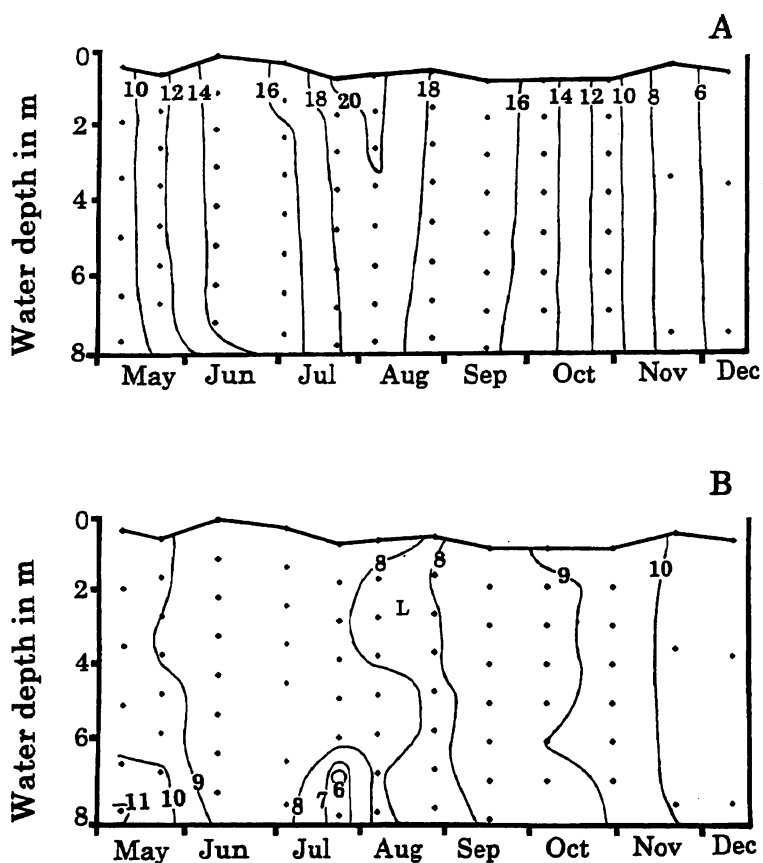 A
Water depth in m
0
2
4
6
8
10 12 14 16 18 20 18 16 14 12 10 8 6
May Jun Jul Aug Sep Oct Nov Dec
B
Water depth in m
0
2
4
6
8
8 8 9 10
L
11 10 9 8 7 6
May Jun Jul Aug Sep Oct Nov Dec